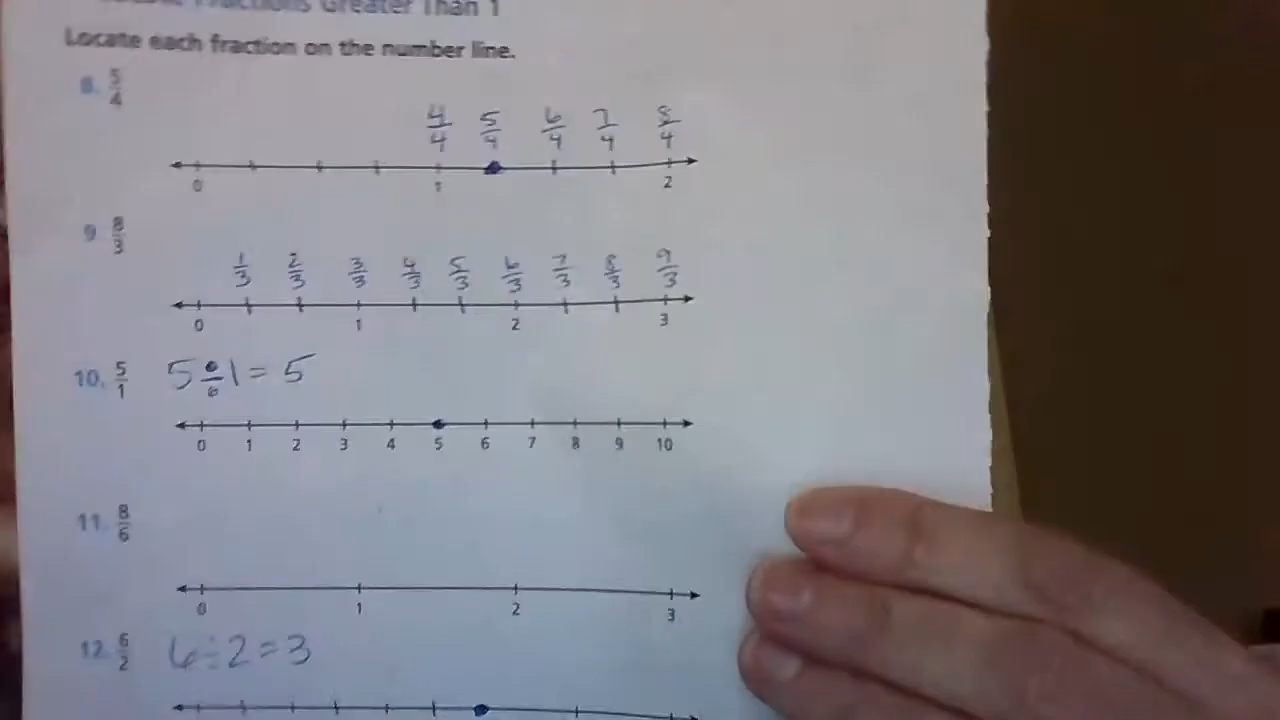 Fractions Greater Than 1
Locate each fraction on the number line.
8. 5/4
4/4 5/4 6/4 7/4 8/4
0 1 2
9. 8/3
1/3 2/3 3/3 4/3 5/3 6/3 7/3 8/3 9/3
0 1 2 3
10. 5/1 5 ÷ 1 = 5
0 1 2 3 4 5 6 7 8 9 10
11. 8/6
0 1 2 3
12. 6/2 6 ÷ 2 = 3